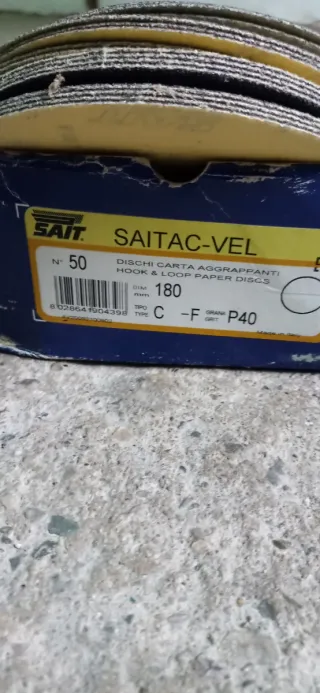 SAIT
SAITAC-VEL
N° 50
DISCHI CARTA AGGRAPPANTI
HOOK & LOOP PAPER DISCS
DIM mm 180
8028641904398
TIPO TYPE C -F GRANA GRIT P40
Made in Italy